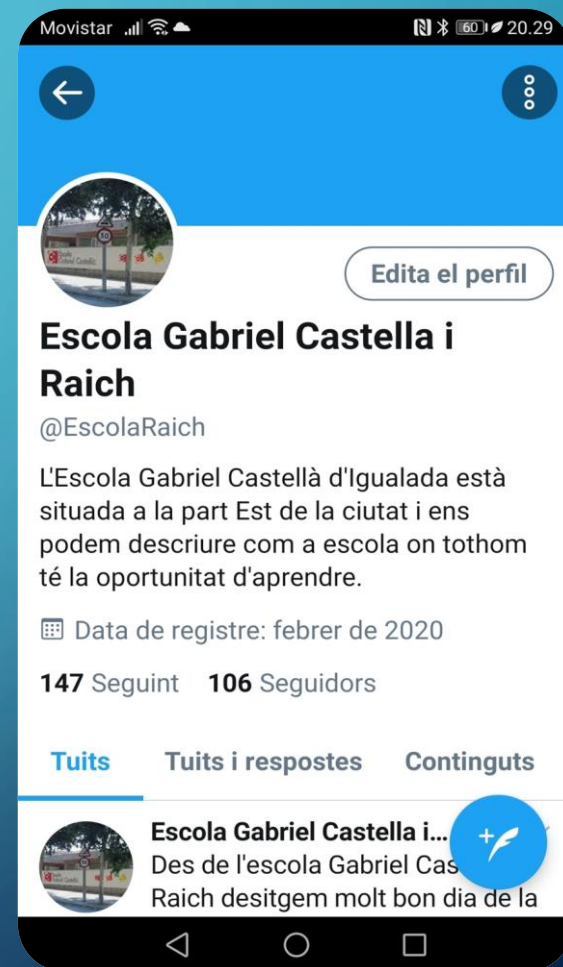 Movistar 60 20.29
Edita el perfil
Escola Gabriel Castella i
Raich
@EscolaRaich
L'Escola Gabriel Castellà d'Igualada està
situada a la part Est de la ciutat i ens
podem descriure com a escola on tothom
té la oportunitat d'aprendre.
Data de registre: febrer de 2020
147 Seguint 106 Seguidors
Tuits Tuits i respostes Continguts
Escola Gabriel Castella i...
Des de l'escola Gabriel Cas
Raich desitgem molt bon dia de la